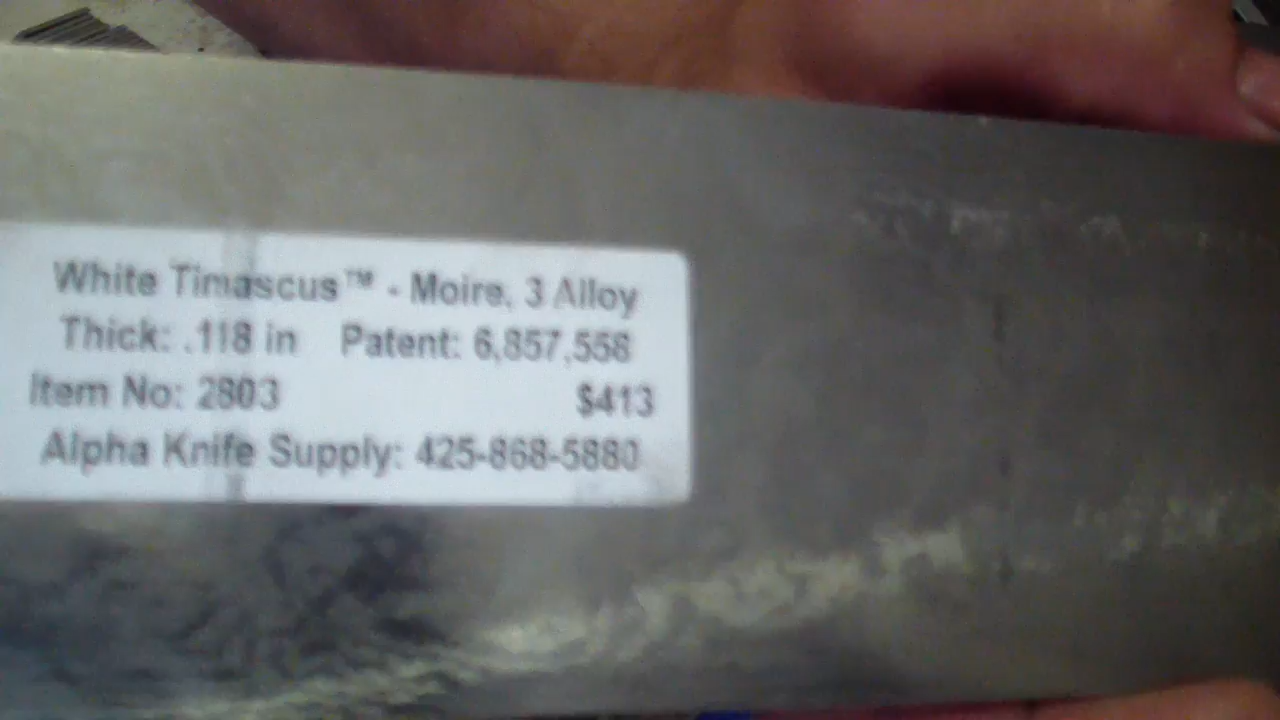 White Timascus™ - Moire, 3 Alloy
Thick: .118 in Patent: 6,857,558
Item No: 2803 $413
Alpha Knife Supply: 425-868-5880